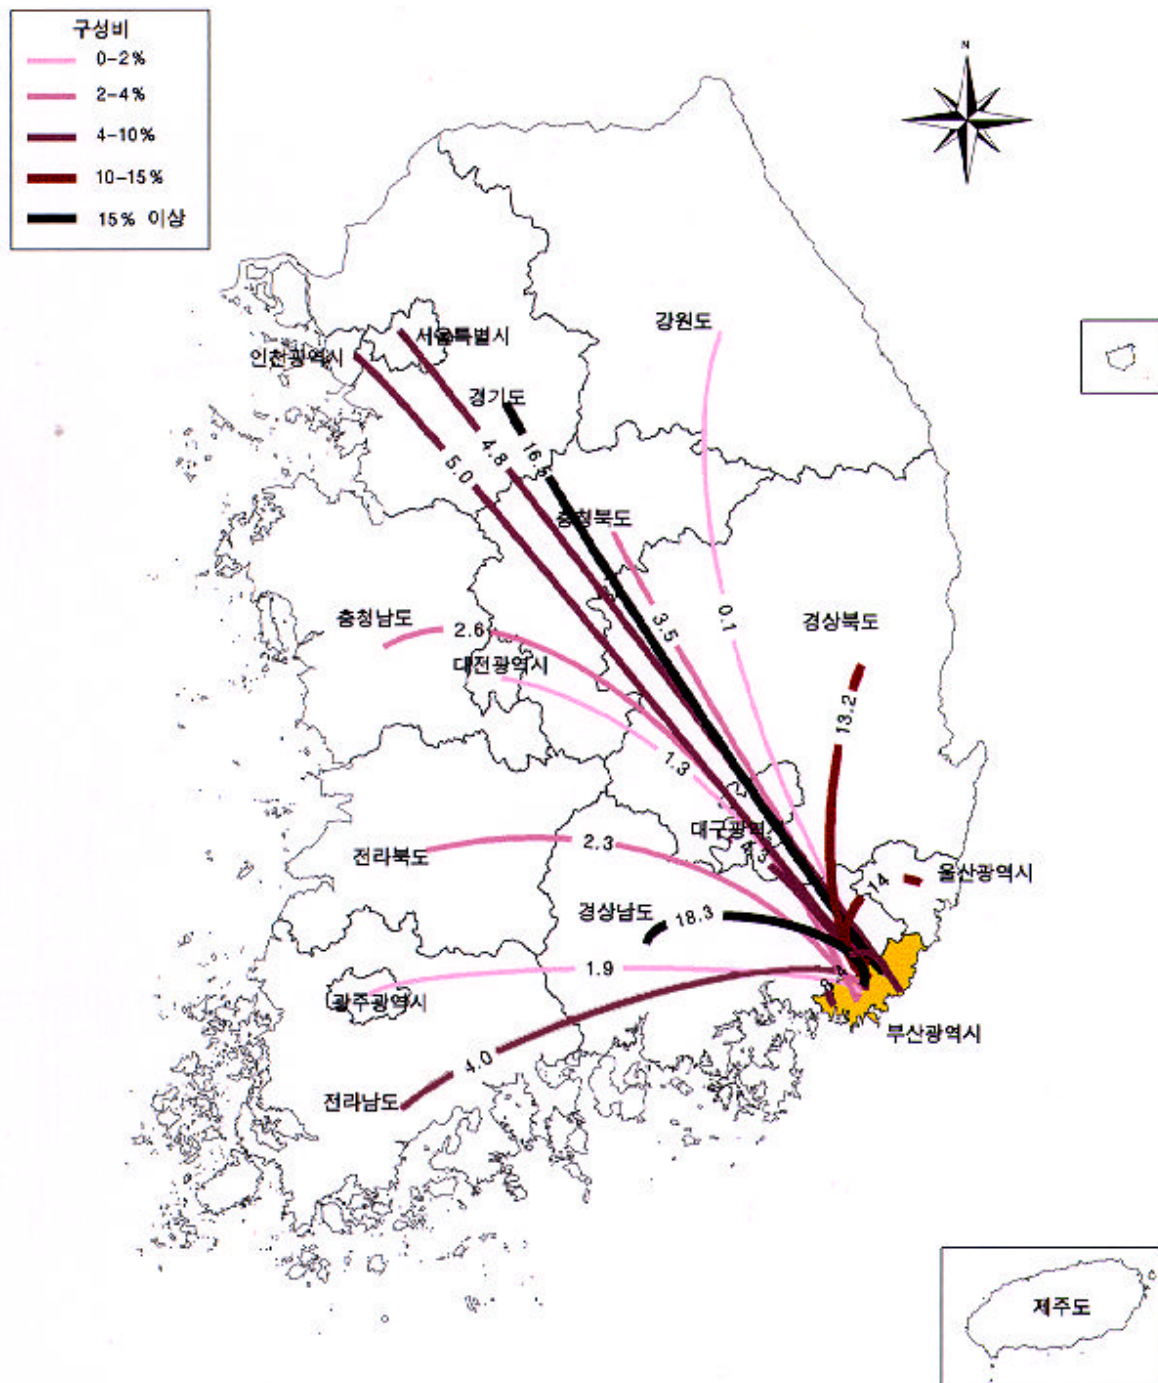 구성비
0-2%
2-4%
4-10%
10-15%
15% 이상
N
강원도
서울특별시
인천광역시
경기도
16.5
4.8
5.0
충청북도
3.5
0.1
경상북도
충청남도
2.6
대전광역시
13.2
1.3
대구광역시
4.3
2.3
전라북도
14
울산광역시
경상남도
18.3
1.9
광주광역시
부산광역시
4.0
전라남도
제주도